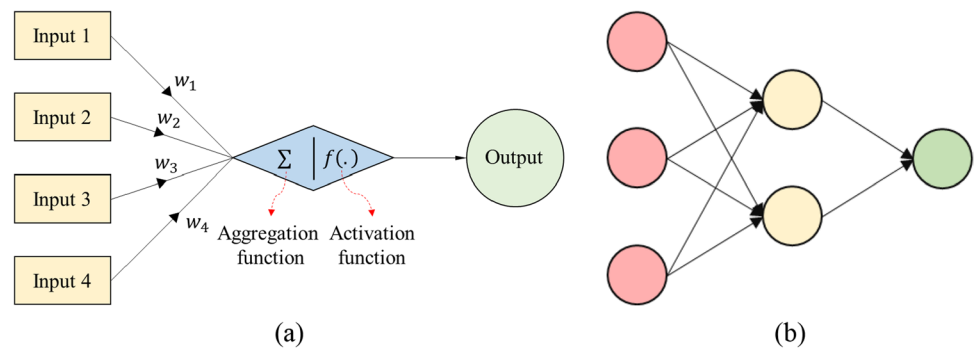 Input 1
w₁
Input 2
w₂
Input 3
w₃
Input 4
w₄
∑ | f(.)
Aggregation
function
Activation
function
Output
(a)
(b)